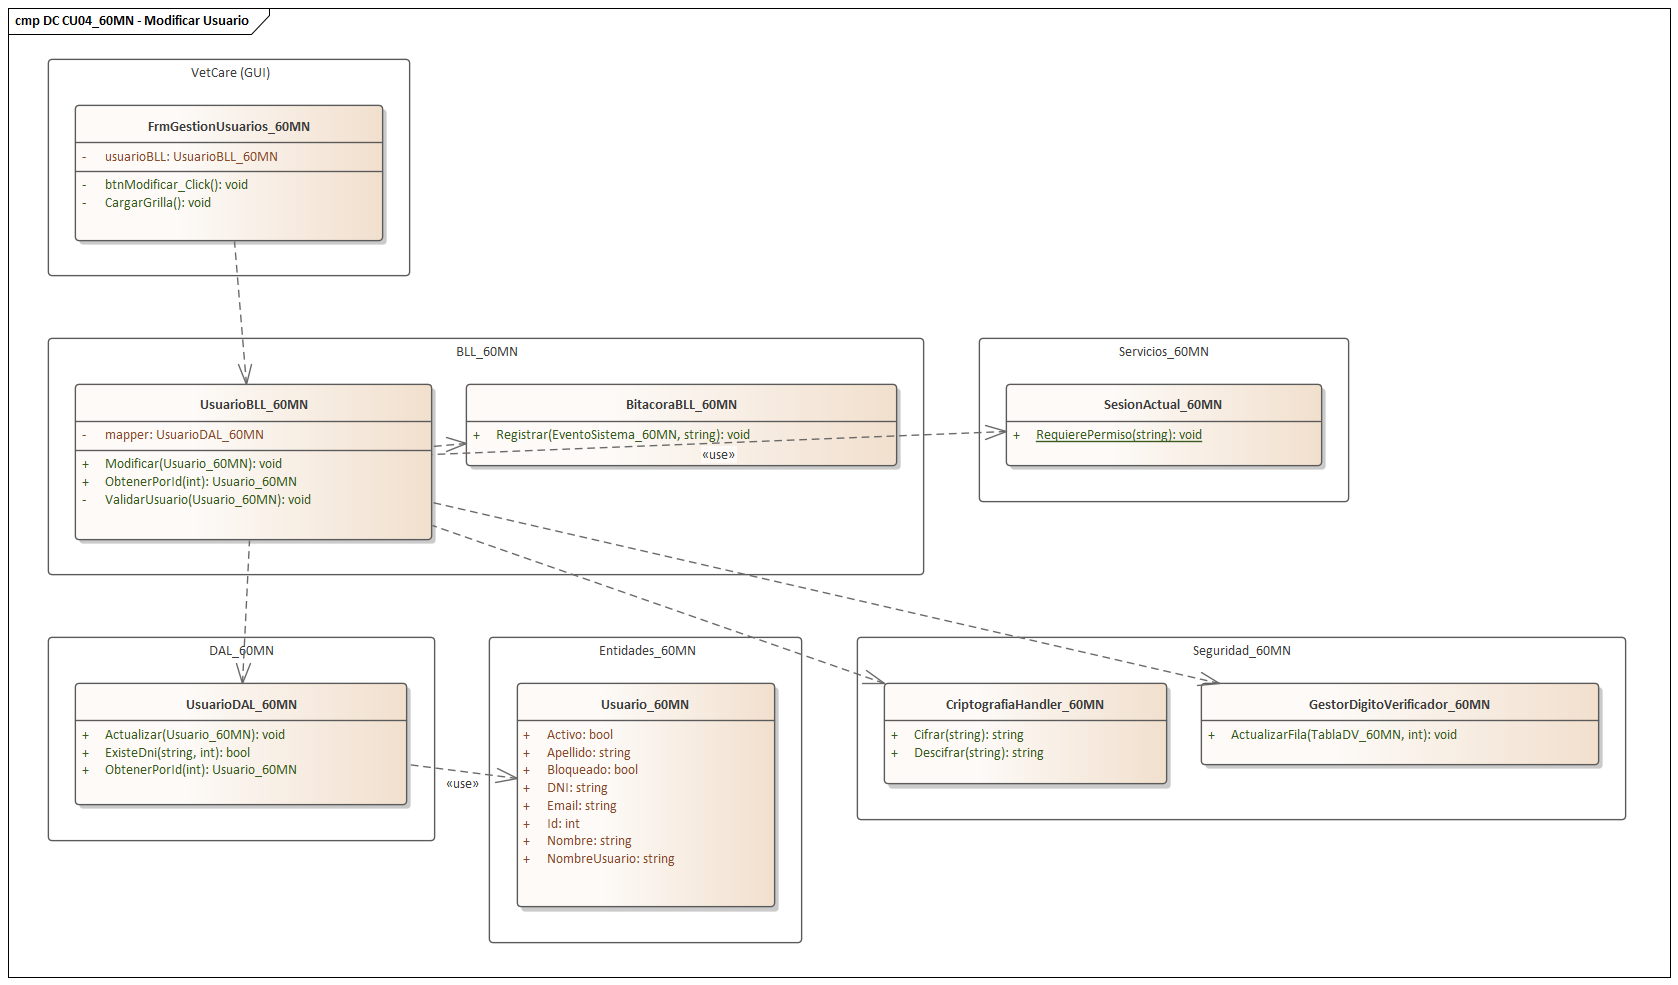 cmp DC CU04_60MN - Modificar Usuario
VetCare (GUI)
FrmGestionUsuarios_60MN
- usuarioBLL: UsuarioBLL_60MN
- btnModificar_Click(): void
- CargarGrilla(): void
BLL_60MN
UsuarioBLL_60MN
- mapper: UsuarioDAL_60MN
+ Modificar(Usuario_60MN): void
+ ObtenerPorId(int): Usuario_60MN
- ValidarUsuario(Usuario_60MN): void
BitacoraBLL_60MN
+ Registrar(EventoSistema_60MN, string): void
«use»
Servicios_60MN
SesionActual_60MN
+ RequierePermiso(string): void
DAL_60MN
UsuarioDAL_60MN
+ Actualizar(Usuario_60MN): void
+ ExisteDni(string, int): bool
+ ObtenerPorId(int): Usuario_60MN
«use»
Entidades_60MN
Usuario_60MN
+ Activo: bool
+ Apellido: string
+ Bloqueado: bool
+ DNI: string
+ Email: string
+ Id: int
+ Nombre: string
+ NombreUsuario: string
Seguridad_60MN
CriptografiaHandler_60MN
+ Cifrar(string): string
+ Descifrar(string): string
GestorDigitoVerificador_60MN
+ ActualizarFila(TablaDV_60MN, int): void